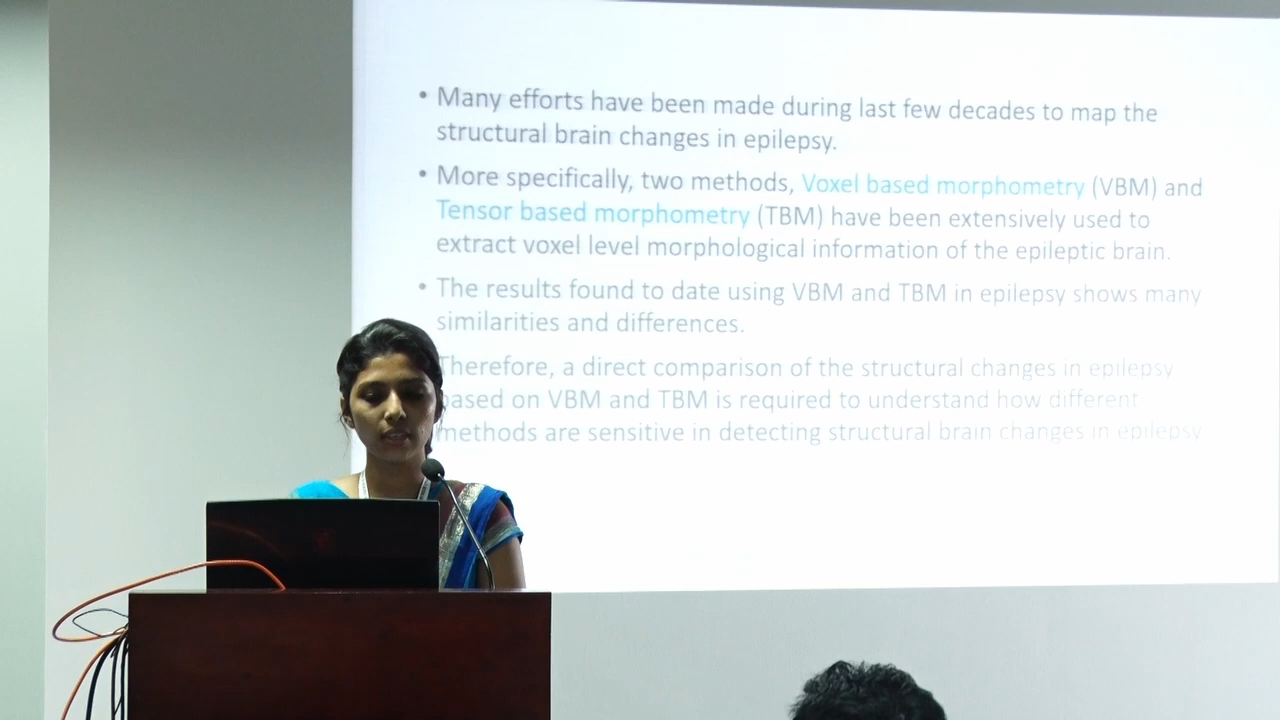 • Many efforts have been made during last few decades to map the
structural brain changes in epilepsy.
• More specifically, two methods, Voxel based morphometry (VBM) and
Tensor based morphometry (TBM) have been extensively used to
extract voxel level morphological information of the epileptic brain.
• The results found to date using VBM and TBM in epilepsy shows many
similarities and differences.
Therefore, a direct comparison of the structural changes in epilepsy
based on VBM and TBM is required to understand how different
methods are sensitive in detecting structural brain changes in epilepsy